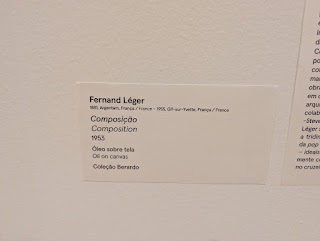 Fernand Léger
1881, Argentan, França / France – 1955, Gif-sur-Yvette, França / France
Composição
Composition
1953
Óleo sobre tela
Oil on canvas
Coleção Berardo